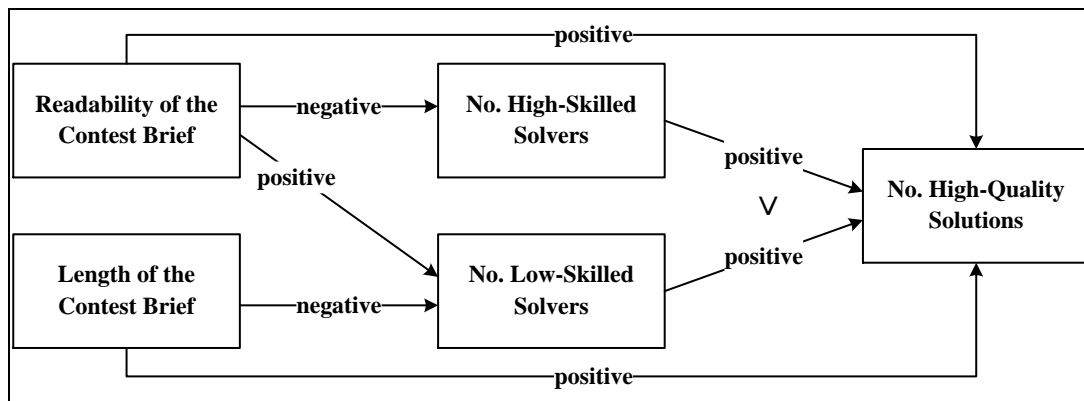 positive
Readability of the
Contest Brief
negative
No. High-Skilled
Solvers
positive
positive
No. High-Quality
Solutions
∨
Length of the
Contest Brief
negative
No. Low-Skilled
Solvers
positive
positive